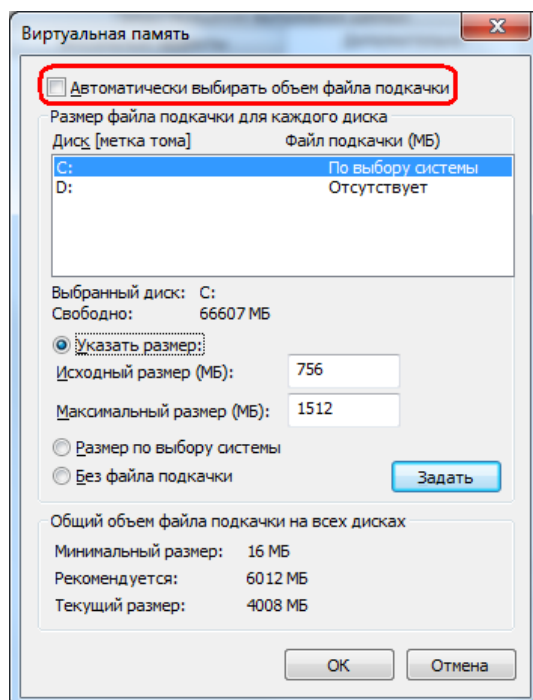 Виртуальная память
Автоматически выбирать объем файла подкачки
Размер файла подкачки для каждого диска
Диск [метка тома] Файл подкачки (МБ)
C: По выбору системы
D: Отсутствует
Выбранный диск: C:
Свободно: 66607 МБ
Указать размер:
Исходный размер (МБ): 756
Максимальный размер (МБ): 1512
Размер по выбору системы
Без файла подкачки
Задать
Общий объем файла подкачки на всех дисках
Минимальный размер: 16 МБ
Рекомендуется: 6012 МБ
Текущий размер: 4008 МБ
ОК Отмена